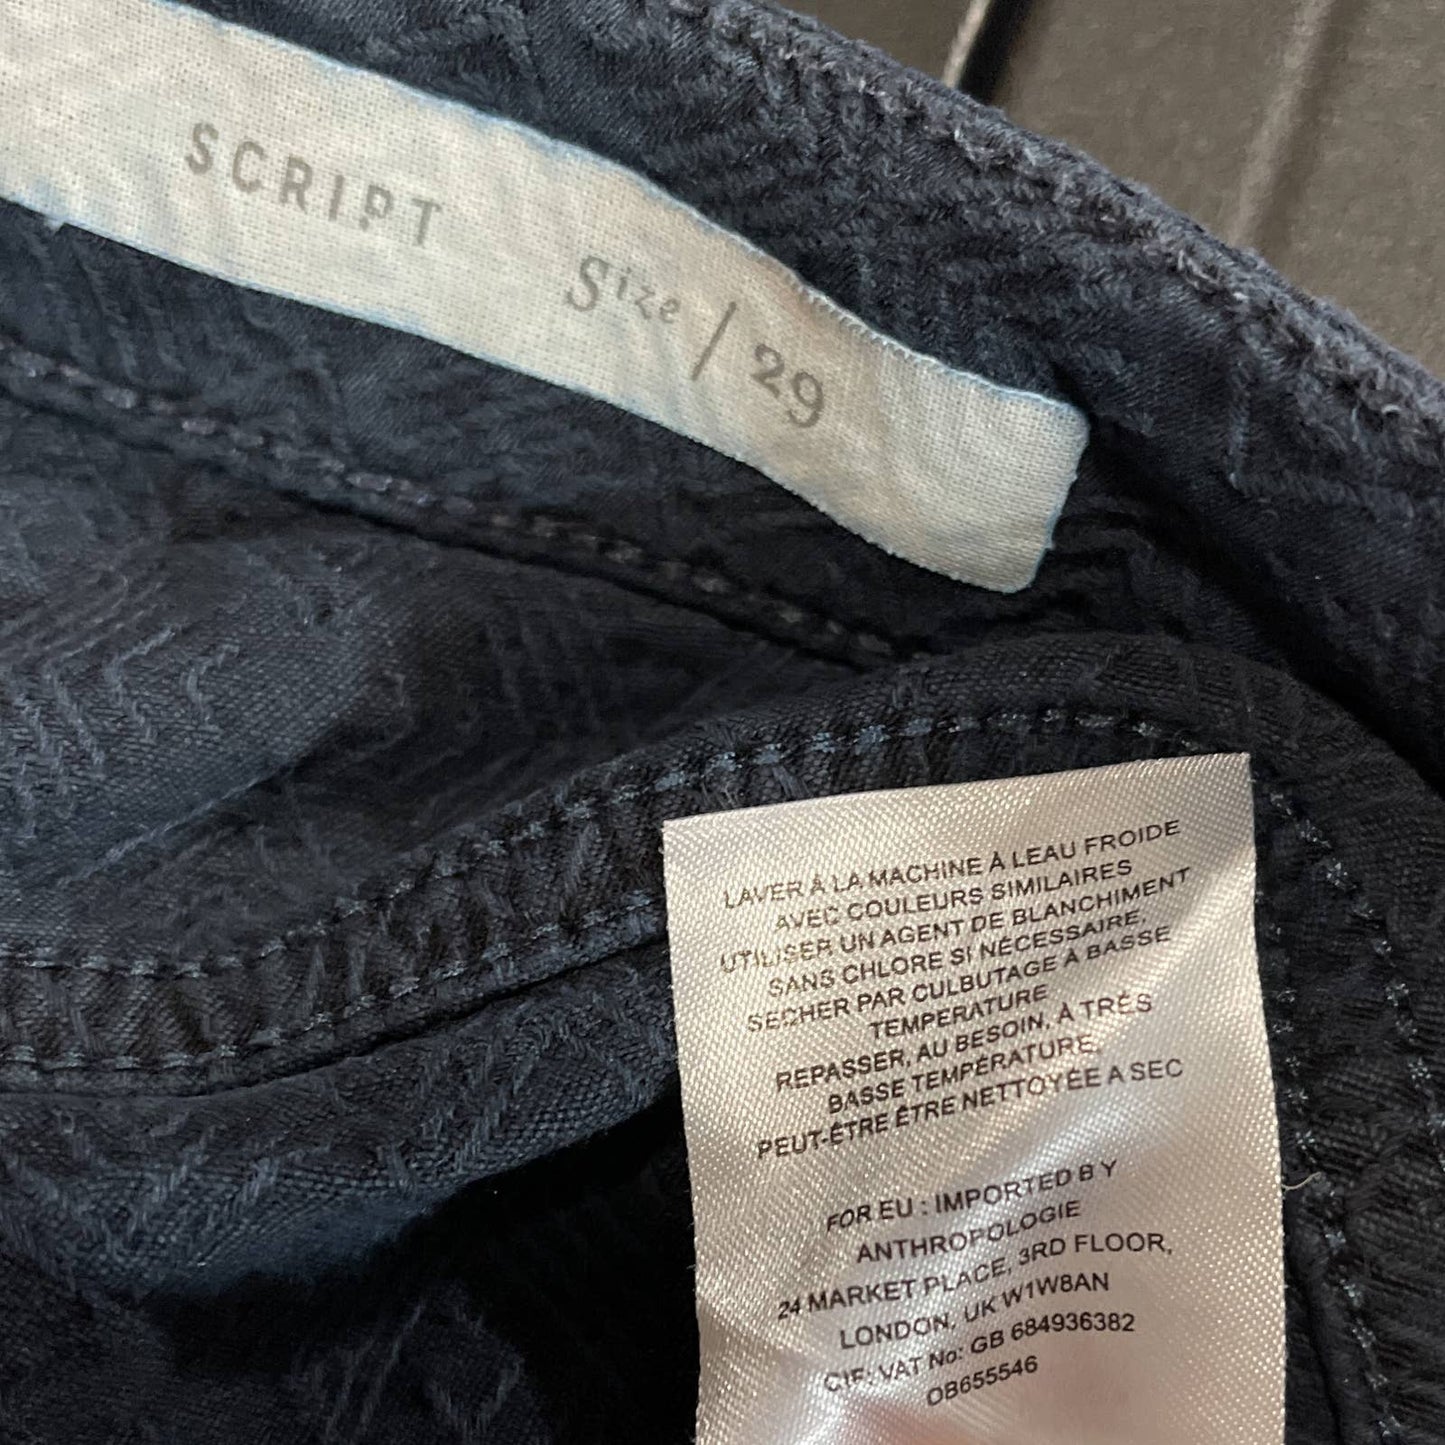 SCRIPT
Size / 29
LAVER À LA MACHINE À LEAU FROIDE
AVEC COULEURS SIMILAIRES
UTILISER UN AGENT DE BLANCHIMENT
SANS CHLORE SI NÉCESSAIRE,
SECHER PAR CULBUTAGE À BASSE
TEMPERATURE
REPASSER, AU BESOIN, À TRÉS
BASSE TEMPÉRATURE,
PEUT-ÊTRE ÊTRE NETTOYÉE A SEC
FOR EU : IMPORTED BY
ANTHROPOLOGIE
24 MARKET PLACE, 3RD FLOOR,
LONDON, UK W1W8AN
CIF: VAT No: GB 684936382
OB655546